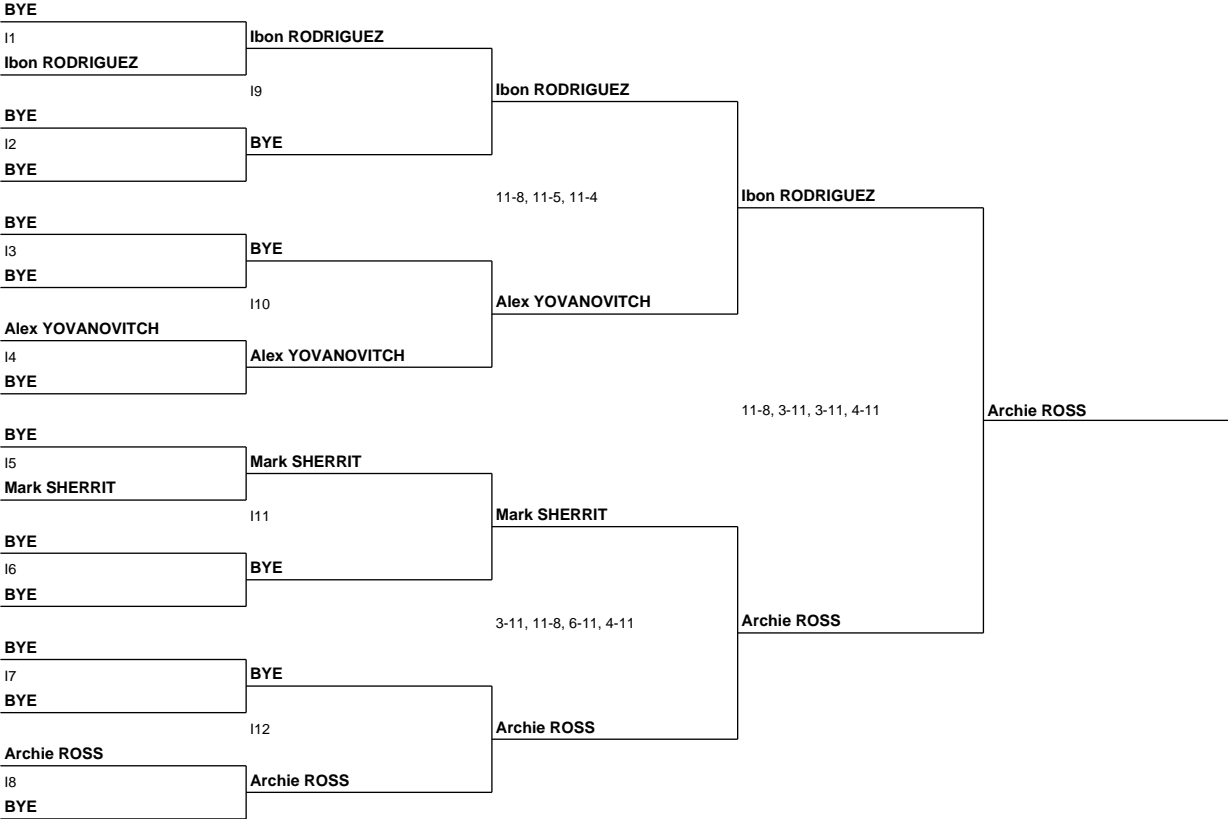 BYE
I1
Ibon RODRIGUEZ
Ibon RODRIGUEZ
I9
Ibon RODRIGUEZ
BYE
I2
BYE
BYE
11-8, 11-5, 11-4
Ibon RODRIGUEZ
BYE
I3
BYE
BYE
I10
Alex YOVANOVITCH
Alex YOVANOVITCH
I4
BYE
Alex YOVANOVITCH
11-8, 3-11, 3-11, 4-11
Archie ROSS
BYE
I5
Mark SHERRIT
Mark SHERRIT
I11
Mark SHERRIT
BYE
I6
BYE
BYE
3-11, 11-8, 6-11, 4-11
Archie ROSS
BYE
I7
BYE
BYE
I12
Archie ROSS
Archie ROSS
I8
BYE
Archie ROSS